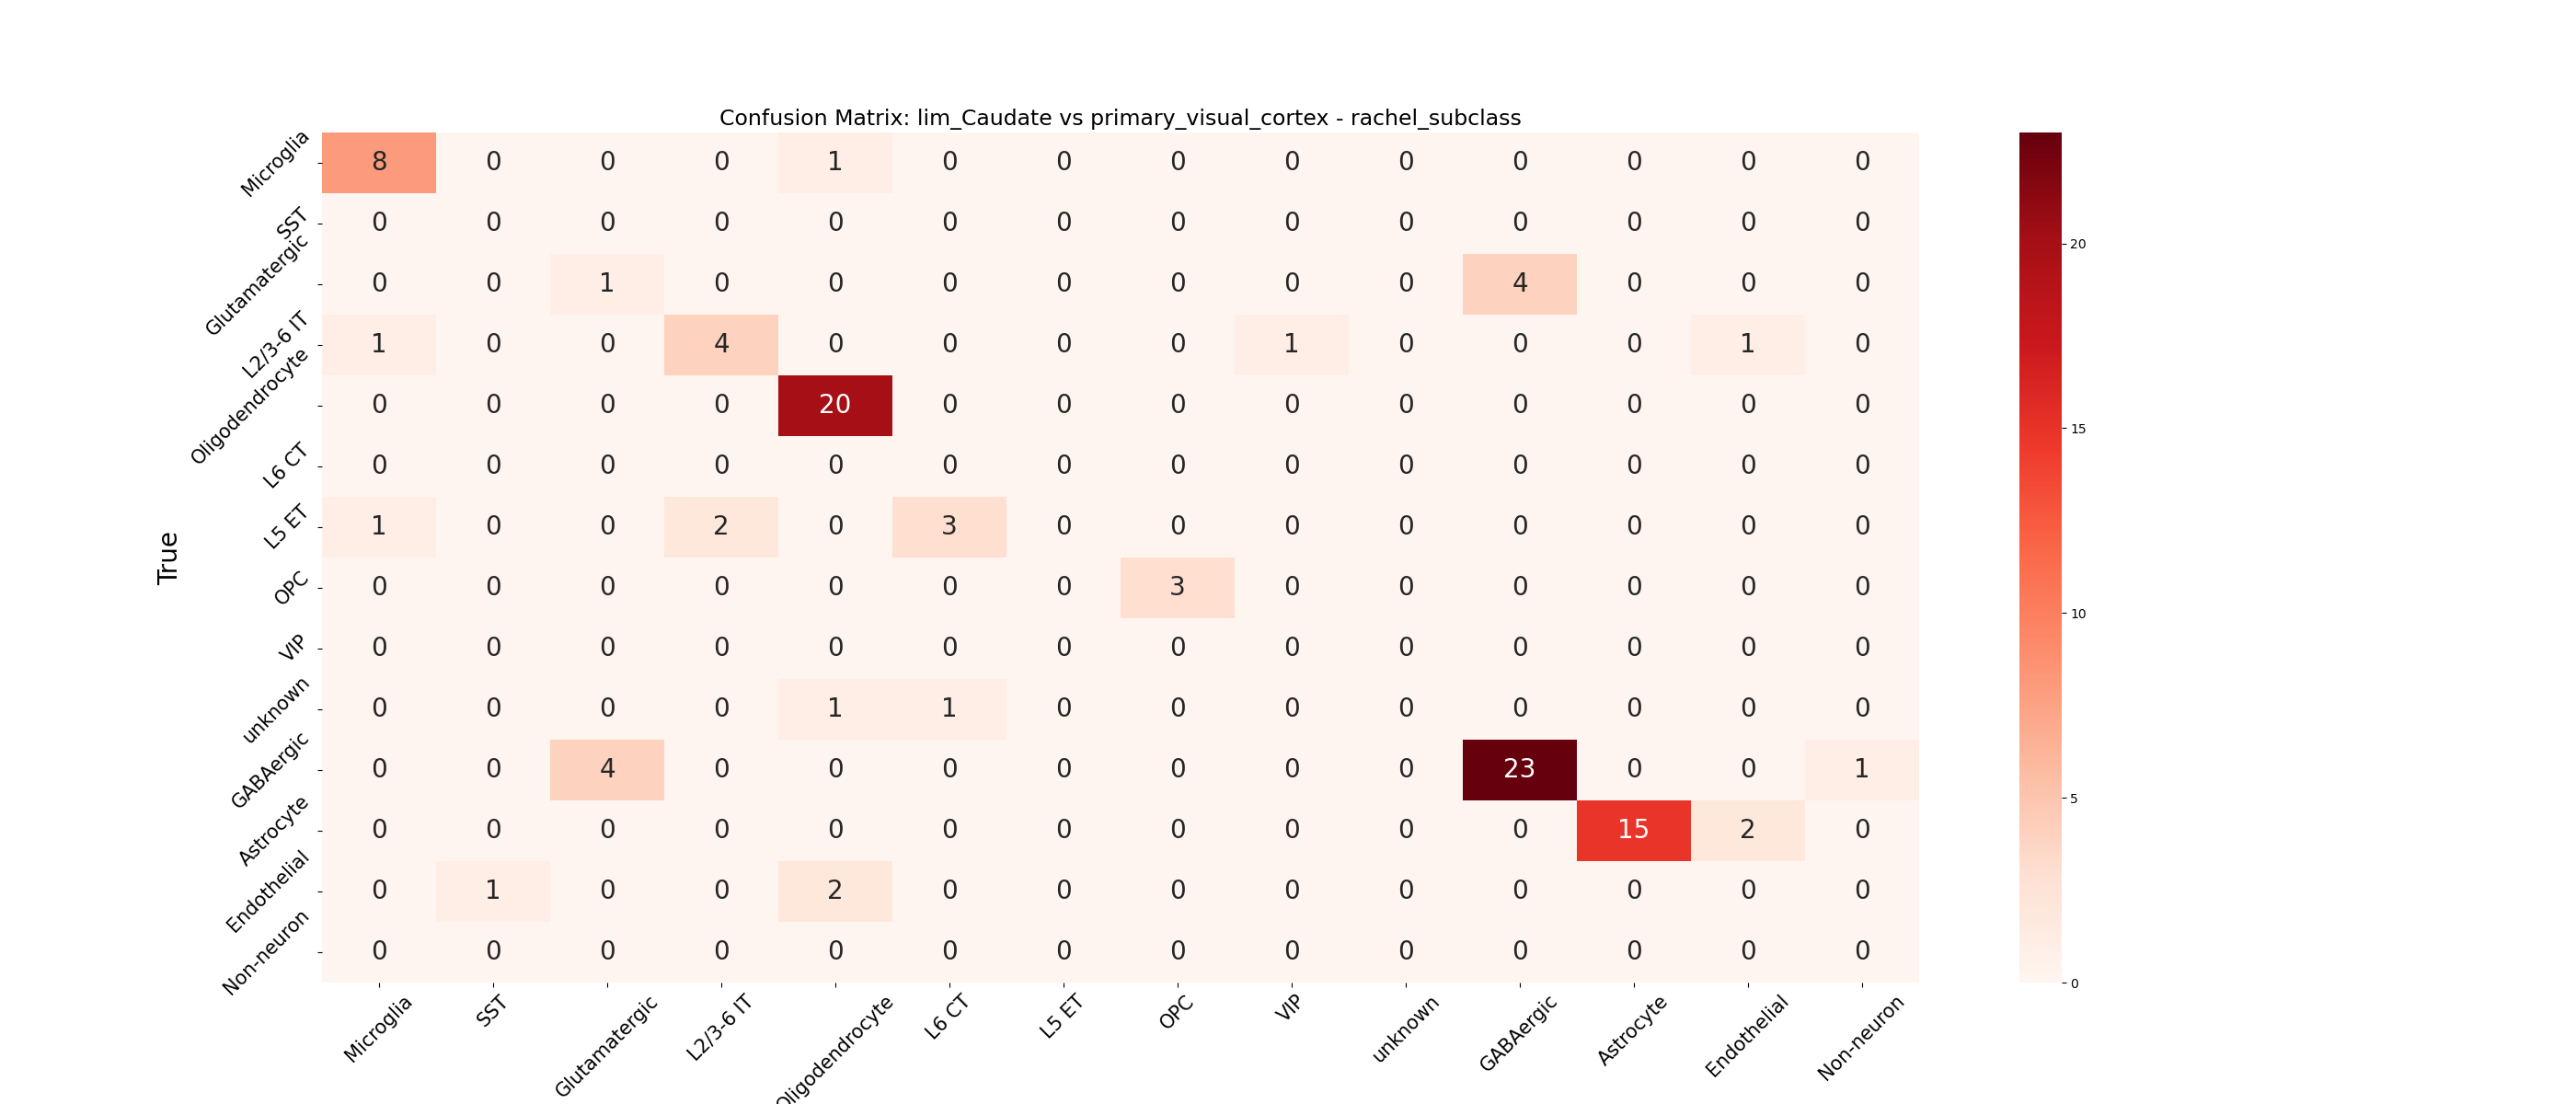 Confusion Matrix: lim_Caudate vs primary_visual_cortex - rachel_subclass
True
Microglia 8 0 0 0 1 0 0 0 0 0 0 0 0 0
SST 0 0 0 0 0 0 0 0 0 0 0 0 0 0
Glutamatergic 0 0 1 0 0 0 0 0 0 0 4 0 0 0
L2/3-6 IT 1 0 0 4 0 0 0 0 1 0 0 0 1 0
Oligodendrocyte 0 0 0 0 20 0 0 0 0 0 0 0 0 0
L6 CT 0 0 0 0 0 0 0 0 0 0 0 0 0 0
L5 ET 1 0 0 2 0 3 0 0 0 0 0 0 0 0
OPC 0 0 0 0 0 0 0 3 0 0 0 0 0 0
VIP 0 0 0 0 0 0 0 0 0 0 0 0 0 0
unknown 0 0 0 0 1 1 0 0 0 0 0 0 0 0
GABAergic 0 0 4 0 0 0 0 0 0 0 23 0 0 1
Astrocyte 0 0 0 0 0 0 0 0 0 0 0 15 2 0
Endothelial 0 1 0 0 2 0 0 0 0 0 0 0 0 0
Non-neuron 0 0 0 0 0 0 0 0 0 0 0 0 0 0
Microglia SST Glutamatergic L2/3-6 IT Oligodendrocyte L6 CT L5 ET OPC VIP unknown GABAergic Astrocyte Endothelial Non-neuron
20
15
10
5
0